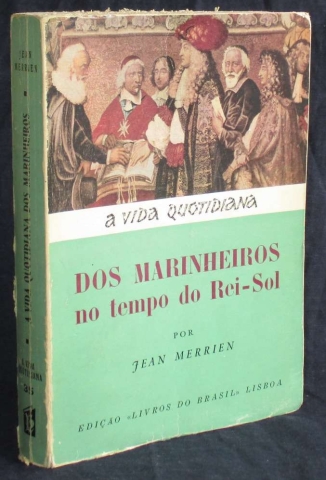 A VIDA QUOTIDIANA
DOS MARINHEIROS
no tempo do Rei-Sol
POR
JEAN MERRIEN
EDIÇÃO «LIVROS DO BRASIL» LISBOA
JEAN
MERRIEN
A VIDA QUOTIDIANA DOS MARINHEIROS